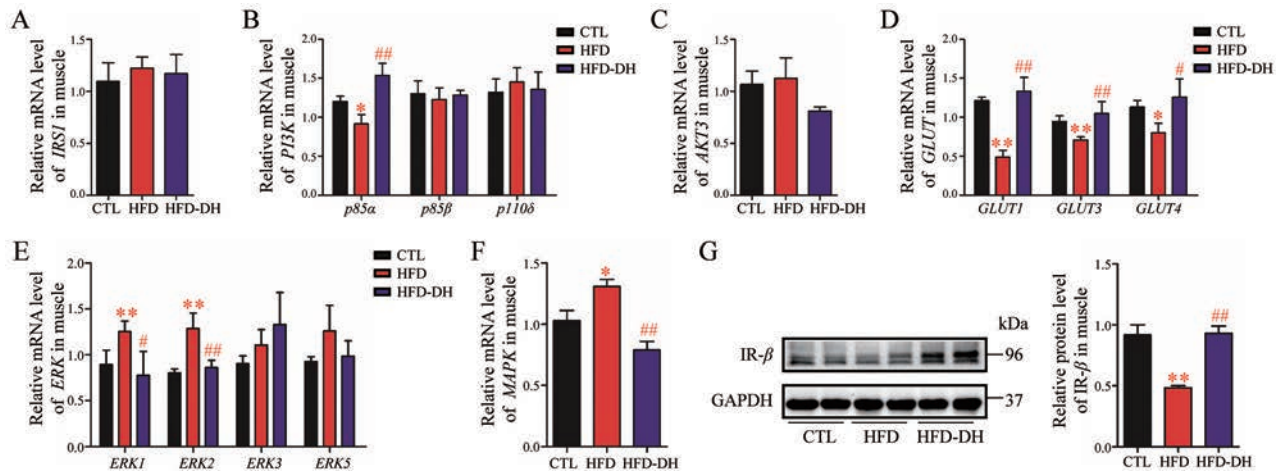 A
Relative mRNA level
of IRS1 in muscle
2.0
1.5
1.0
0.5
0.0
CTL HFD HFD-DH
B
Relative mRNA level
of PI3K in muscle
2.0
1.5
1.0
0.5
0.0
*
##
p85α p85β p110δ
CTL
HFD
HFD-DH
C
Relative mRNA level
of AKT3 in muscle
1.5
1.0
0.5
0.0
CTL HFD HFD-DH
D
Relative mRNA level
of GLUT in muscle
2.0
1.5
1.0
0.5
0.0
** ## ** ## * #
GLUT1 GLUT3 GLUT4
CTL
HFD
HFD-DH
E
Relative mRNA level
of ERK in muscle
2.0
1.5
1.0
0.5
0.0
** # ** ##
ERK1 ERK2 ERK3 ERK5
CTL
HFD
HFD-DH
F
Relative mRNA level
of MAPK in muscle
1.5
1.0
0.5
0.0
* ##
CTL HFD HFD-DH
G
kDa
IR-β 96
GAPDH 37
CTL HFD HFD-DH
Relative protein level
of IR-β in muscle
1.5
1.0
0.5
0.0
** ##
CTL HFD HFD-DH